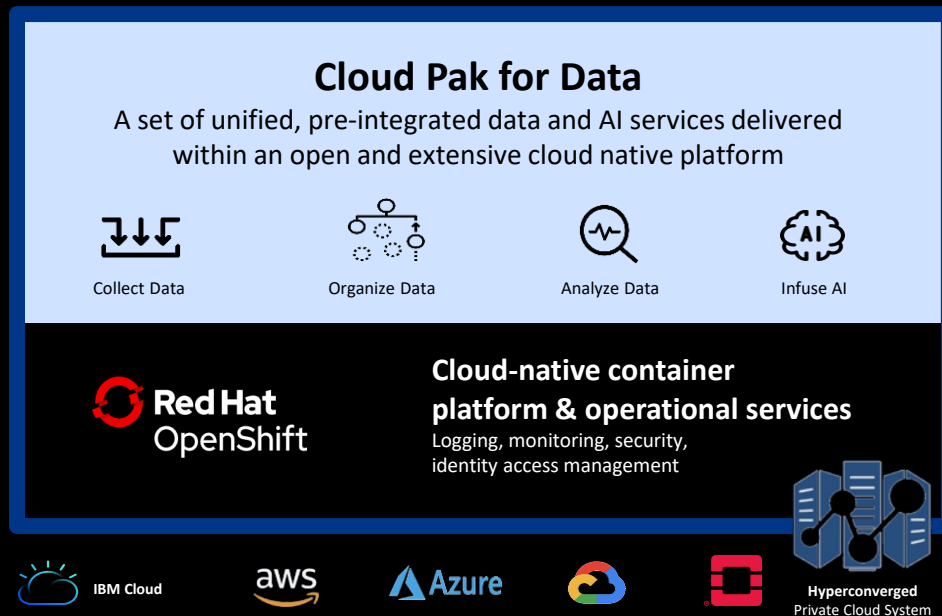 Cloud Pak for Data
A set of unified, pre-integrated data and AI services delivered
within an open and extensive cloud native platform
AI
Collect Data
Organize Data
Analyze Data
Infuse AI
Red Hat
OpenShift
Cloud-native container
platform & operational services
Logging, monitoring, security,
identity access management
IBM Cloud
aws
Azure
Hyperconverged
Private Cloud System